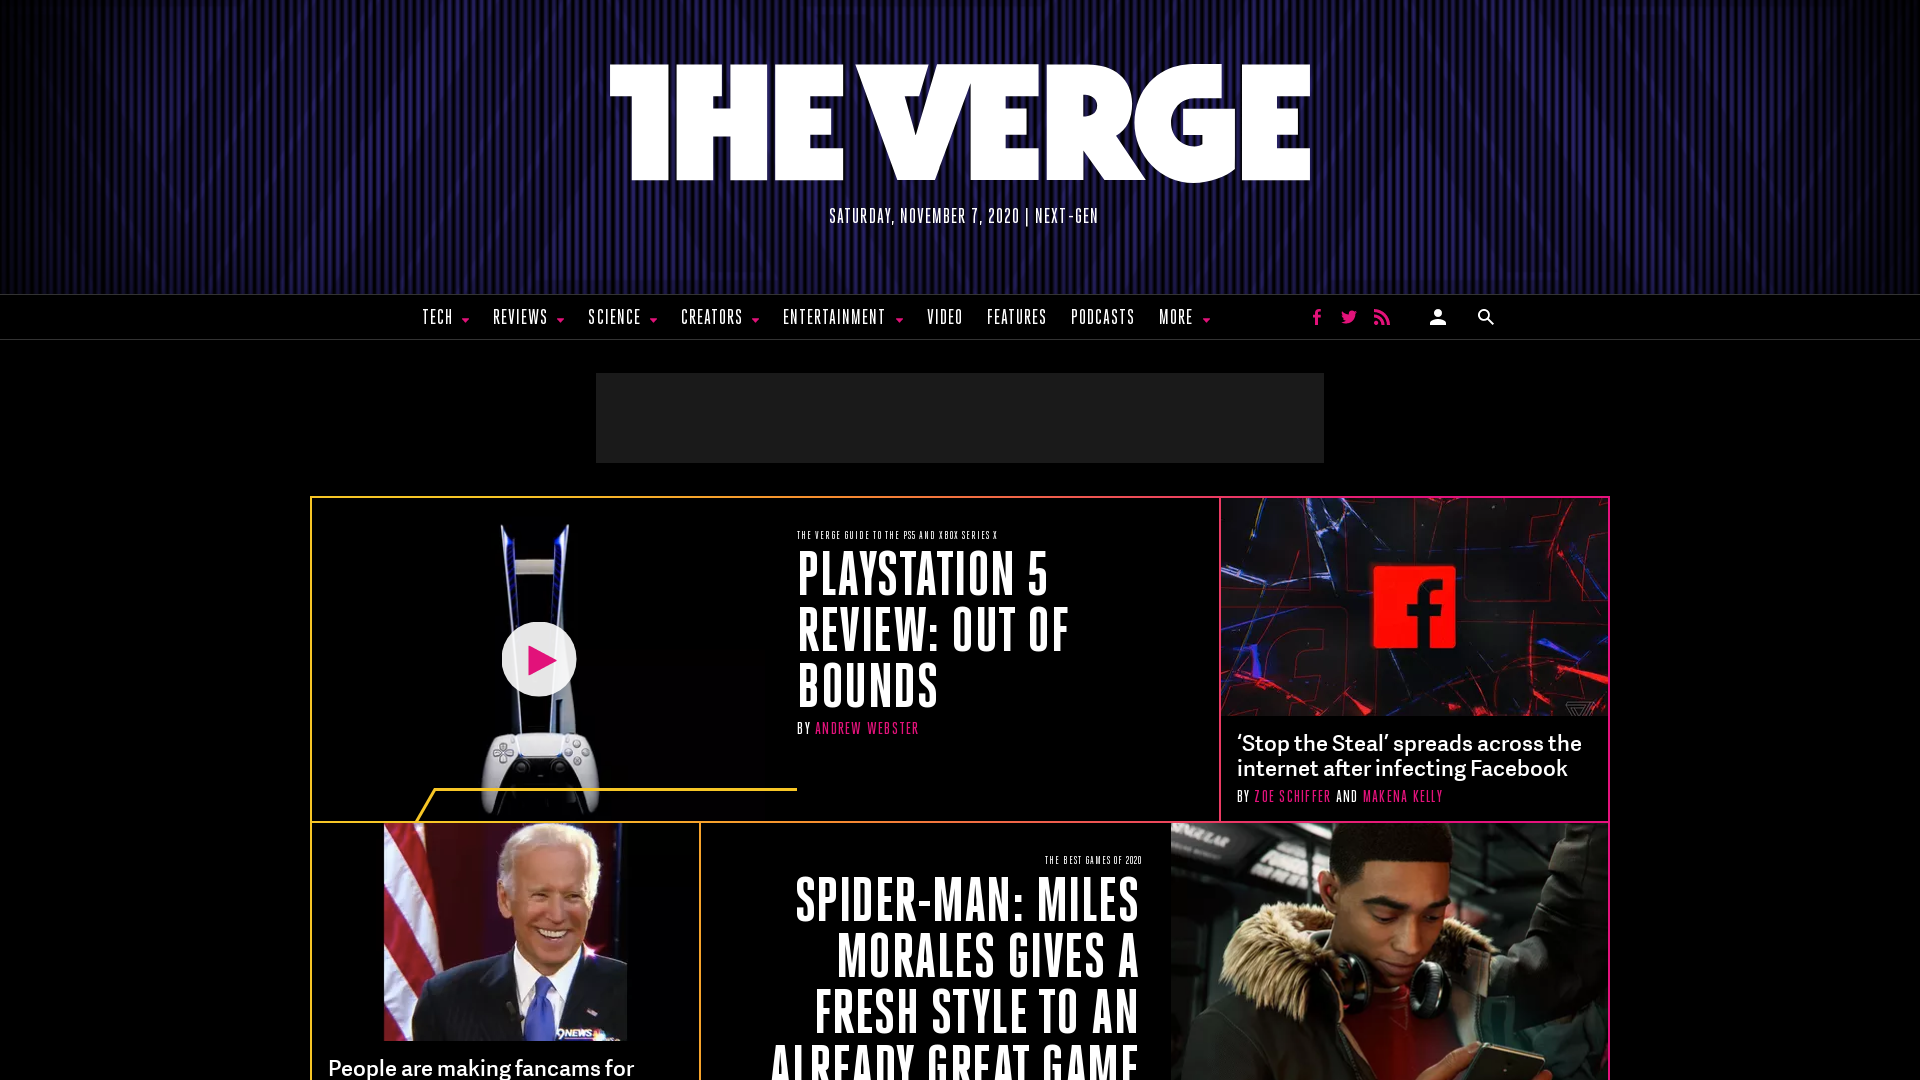 THE VERGE
SATURDAY, NOVEMBER 7, 2020 | NEXT-GEN
TECH REVIEWS SCIENCE CREATORS ENTERTAINMENT VIDEO FEATURES PODCASTS MORE
THE VERGE GUIDE TO THE PS5 AND XBOX SERIES X
PLAYSTATION 5
REVIEW: OUT OF
BOUNDS
BY ANDREW WEBSTER
‘Stop the Steal’ spreads across the
internet after infecting Facebook
BY ZOE SCHIFFER AND MAKENA KELLY
9NEWS
People are making fancams for
THE BEST GAMES OF 2020
SPIDER-MAN: MILES
MORALES GIVES A
FRESH STYLE TO AN
ALREADY GREAT GAME